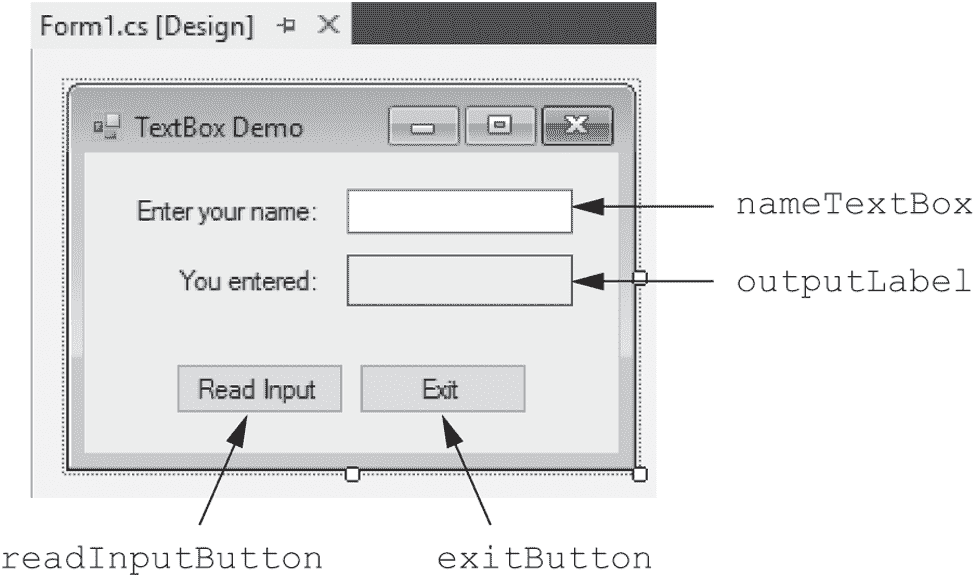 Form1.cs [Design]
TextBox Demo
Enter your name:
nameTextBox
You entered:
outputLabel
Read Input
Exit
readInputButton
exitButton